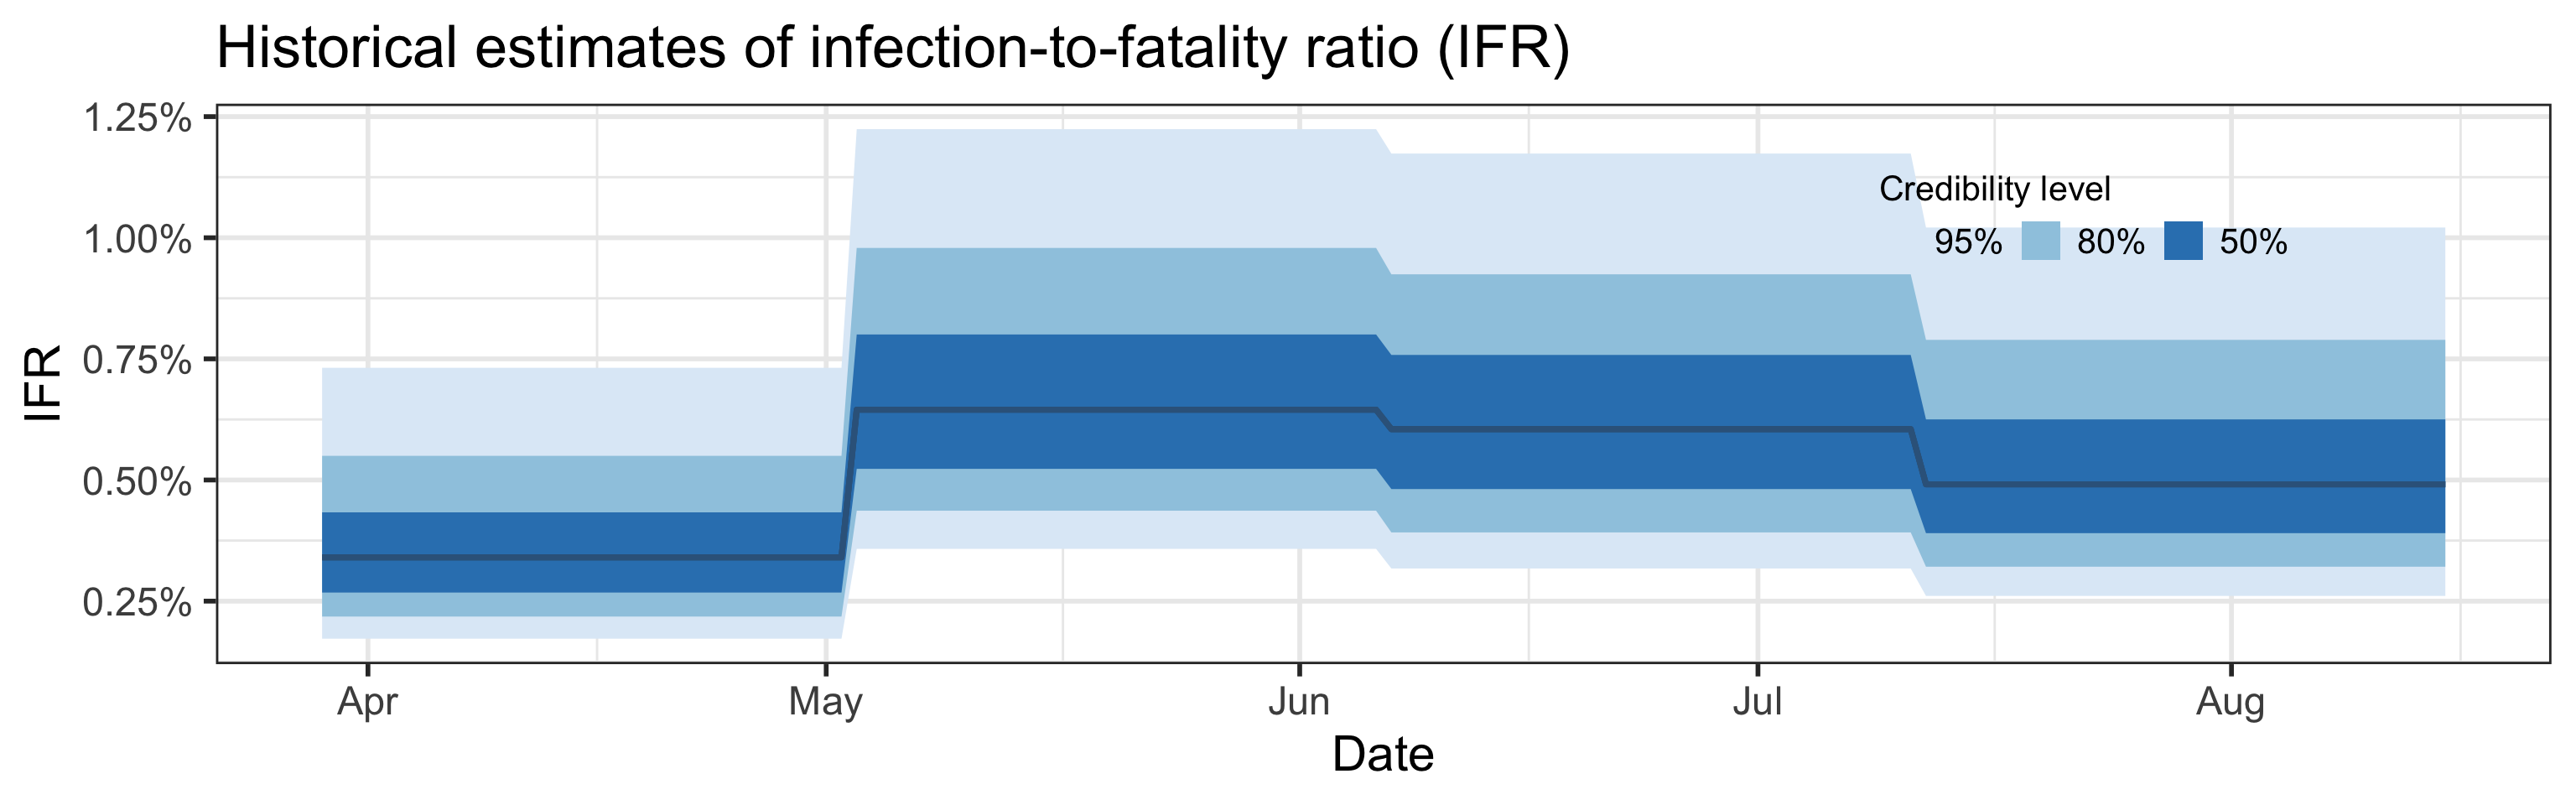 Historical estimates of infection-to-fatality ratio (IFR)
1.25%
1.00%
0.75%
0.50%
0.25%
IFR
Credibility level
95% 80% 50%
Apr May Jun Jul Aug
Date